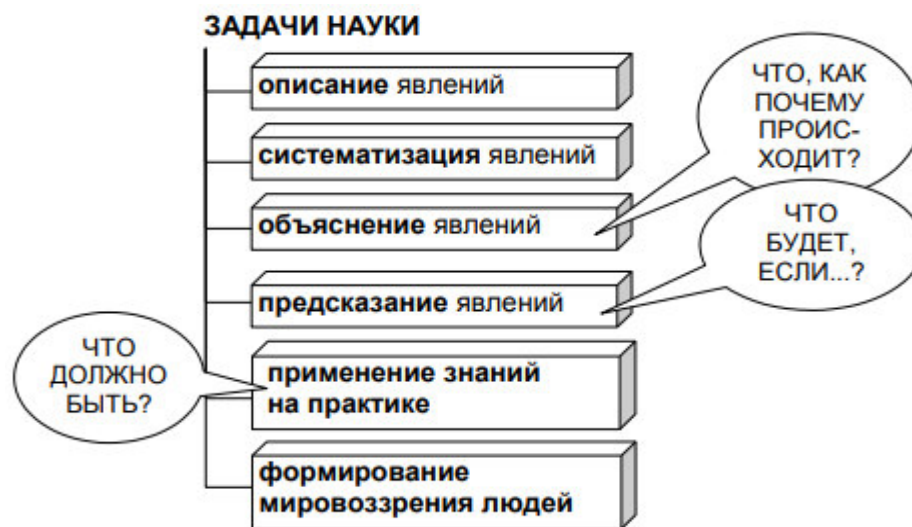 ЗАДАЧИ НАУКИ
описание явлений
систематизация явлений
объяснение явлений
предсказание явлений
применение знаний
на практике
формирование
мировоззрения людей
ЧТО, КАК
ПОЧЕМУ
ПРОИС-
ХОДИТ?
ЧТО
БУДЕТ,
ЕСЛИ...?
ЧТО
ДОЛЖНО
БЫТЬ?